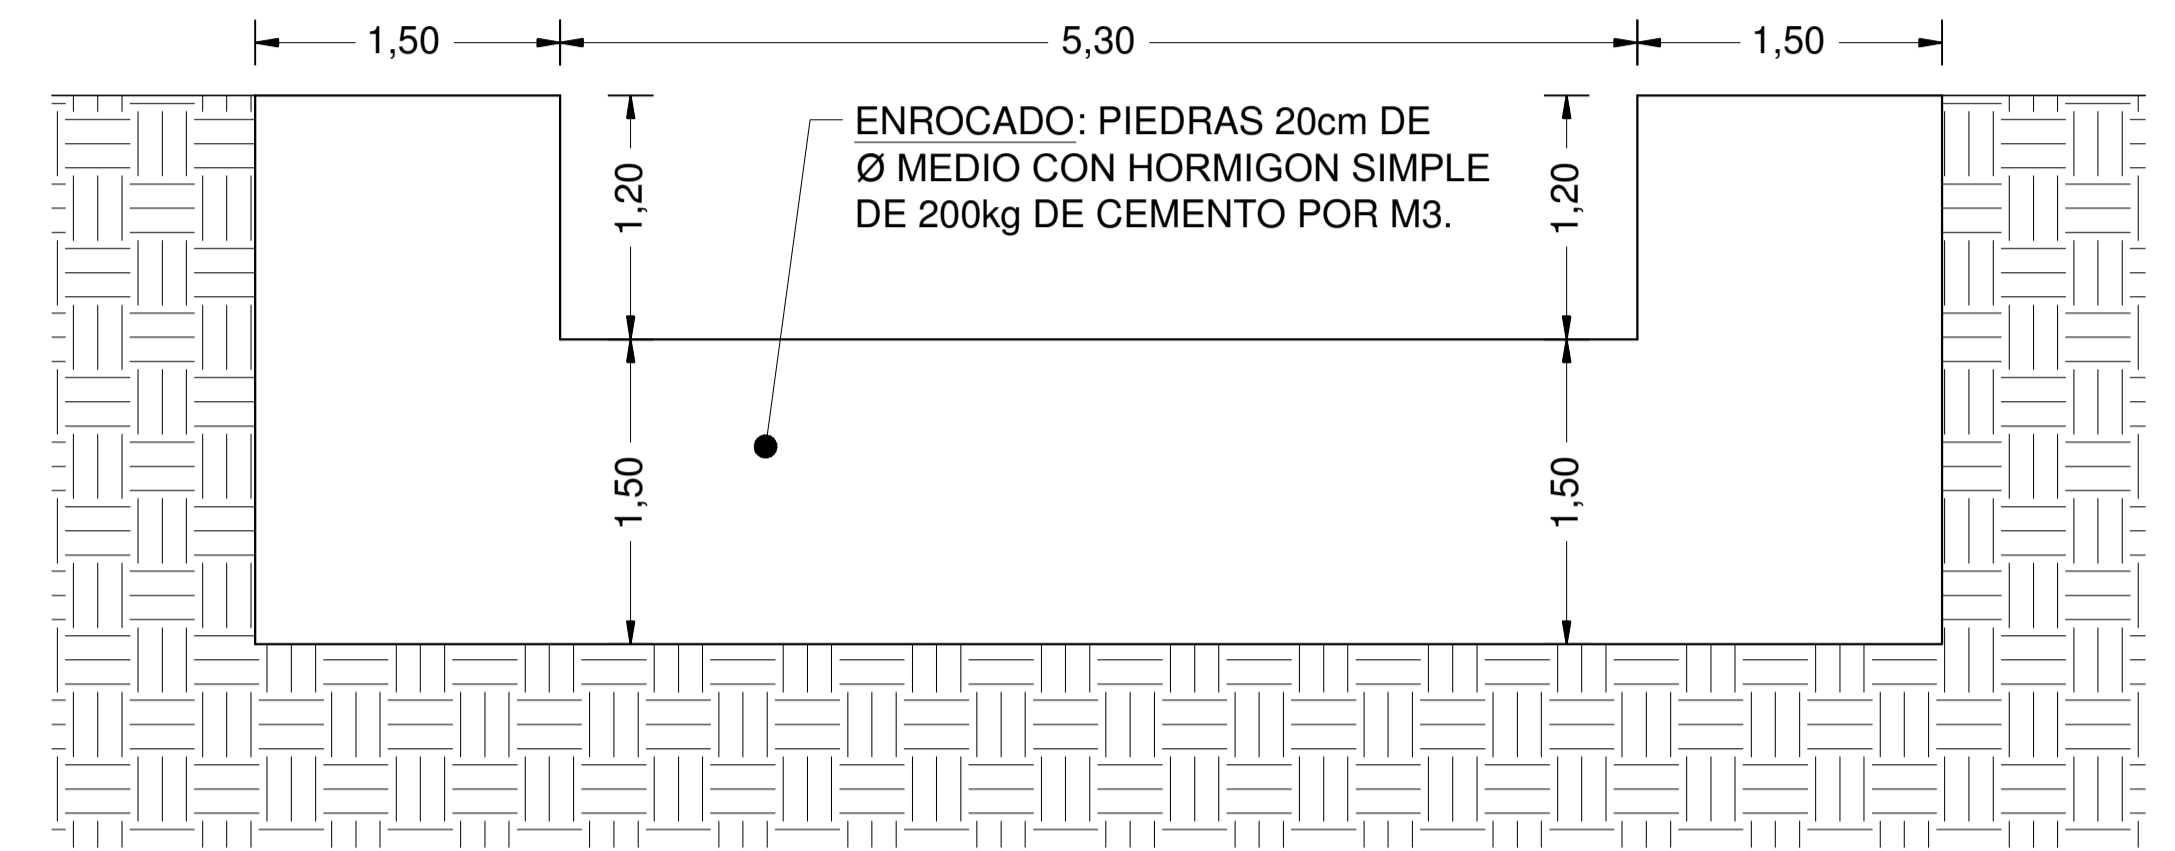 1,50
5,30
1,50
ENROCADO: PIEDRAS 20cm DE
Ø MEDIO CON HORMIGON SIMPLE
DE 200kg DE CEMENTO POR M3.
1,20
1,20
1,50
1,50